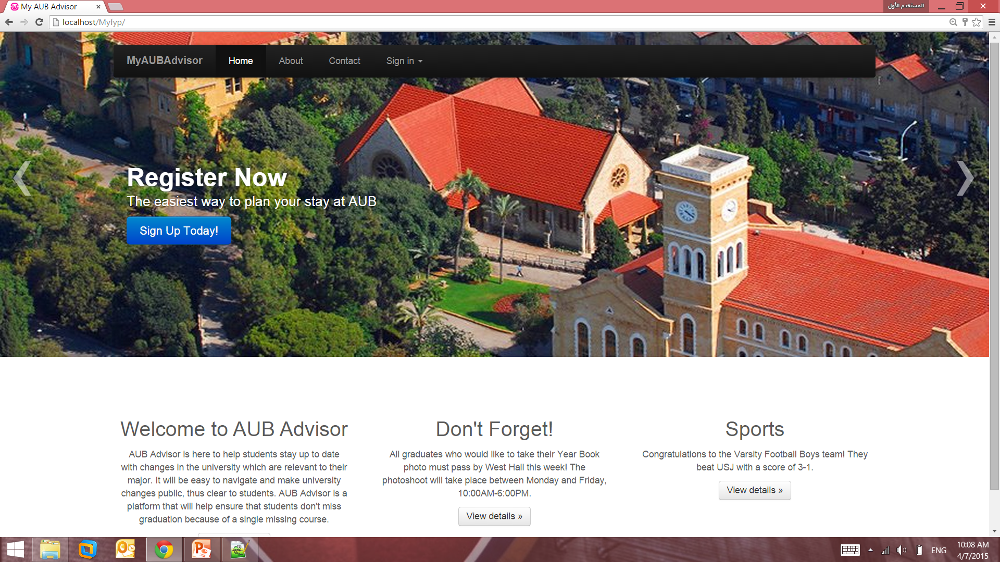 My AUB Advisor
المستخدم الأول
localhost/Myfyp/
MyAUBAdvisor Home About Contact Sign in
Register Now
The easiest way to plan your stay at AUB
Sign Up Today!
Welcome to AUB Advisor
AUB Advisor is here to help students stay up to date
with changes in the university which are relevant to their
major. It will be easy to navigate and make university
changes public, thus clear to students. AUB Advisor is a
platform that will help ensure that students don't miss
graduation because of a single missing course.
Don't Forget!
All graduates who would like to take their Year Book
photo must pass by West Hall this week! The
photoshoot will take place between Monday and Friday,
10:00AM-6:00PM.
View details »
Sports
Congratulations to the Varsity Football Boys team! They
beat USJ with a score of 3-1.
View details »
ENG
10:08 AM
4/7/2015